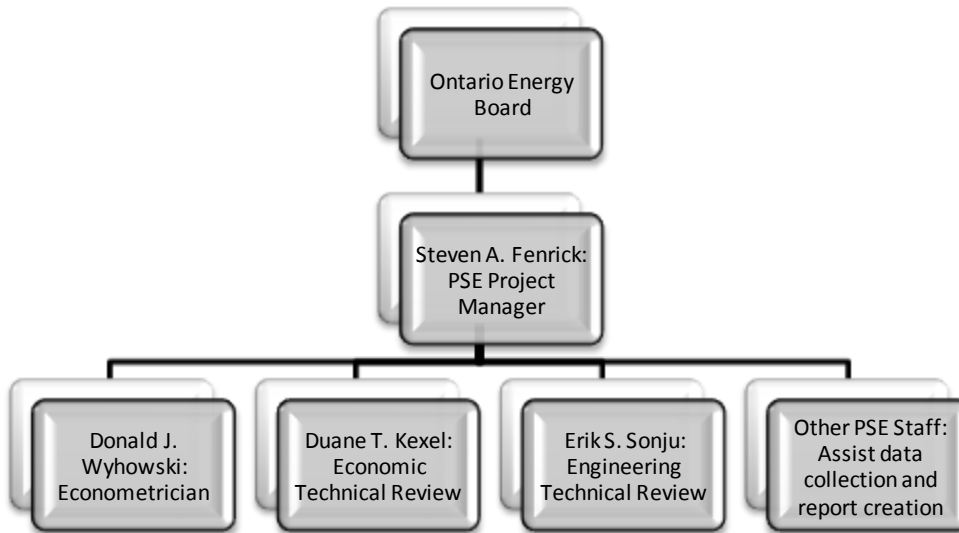 Ontario Energy
Board
Steven A. Fenrick:
PSE Project
Manager
Donald J.
Wyhowski:
Econometrician
Duane T. Kexel:
Economic
Technical Review
Erik S. Sonju:
Engineering
Technical Review
Other PSE Staff:
Assist data
collection and
report creation